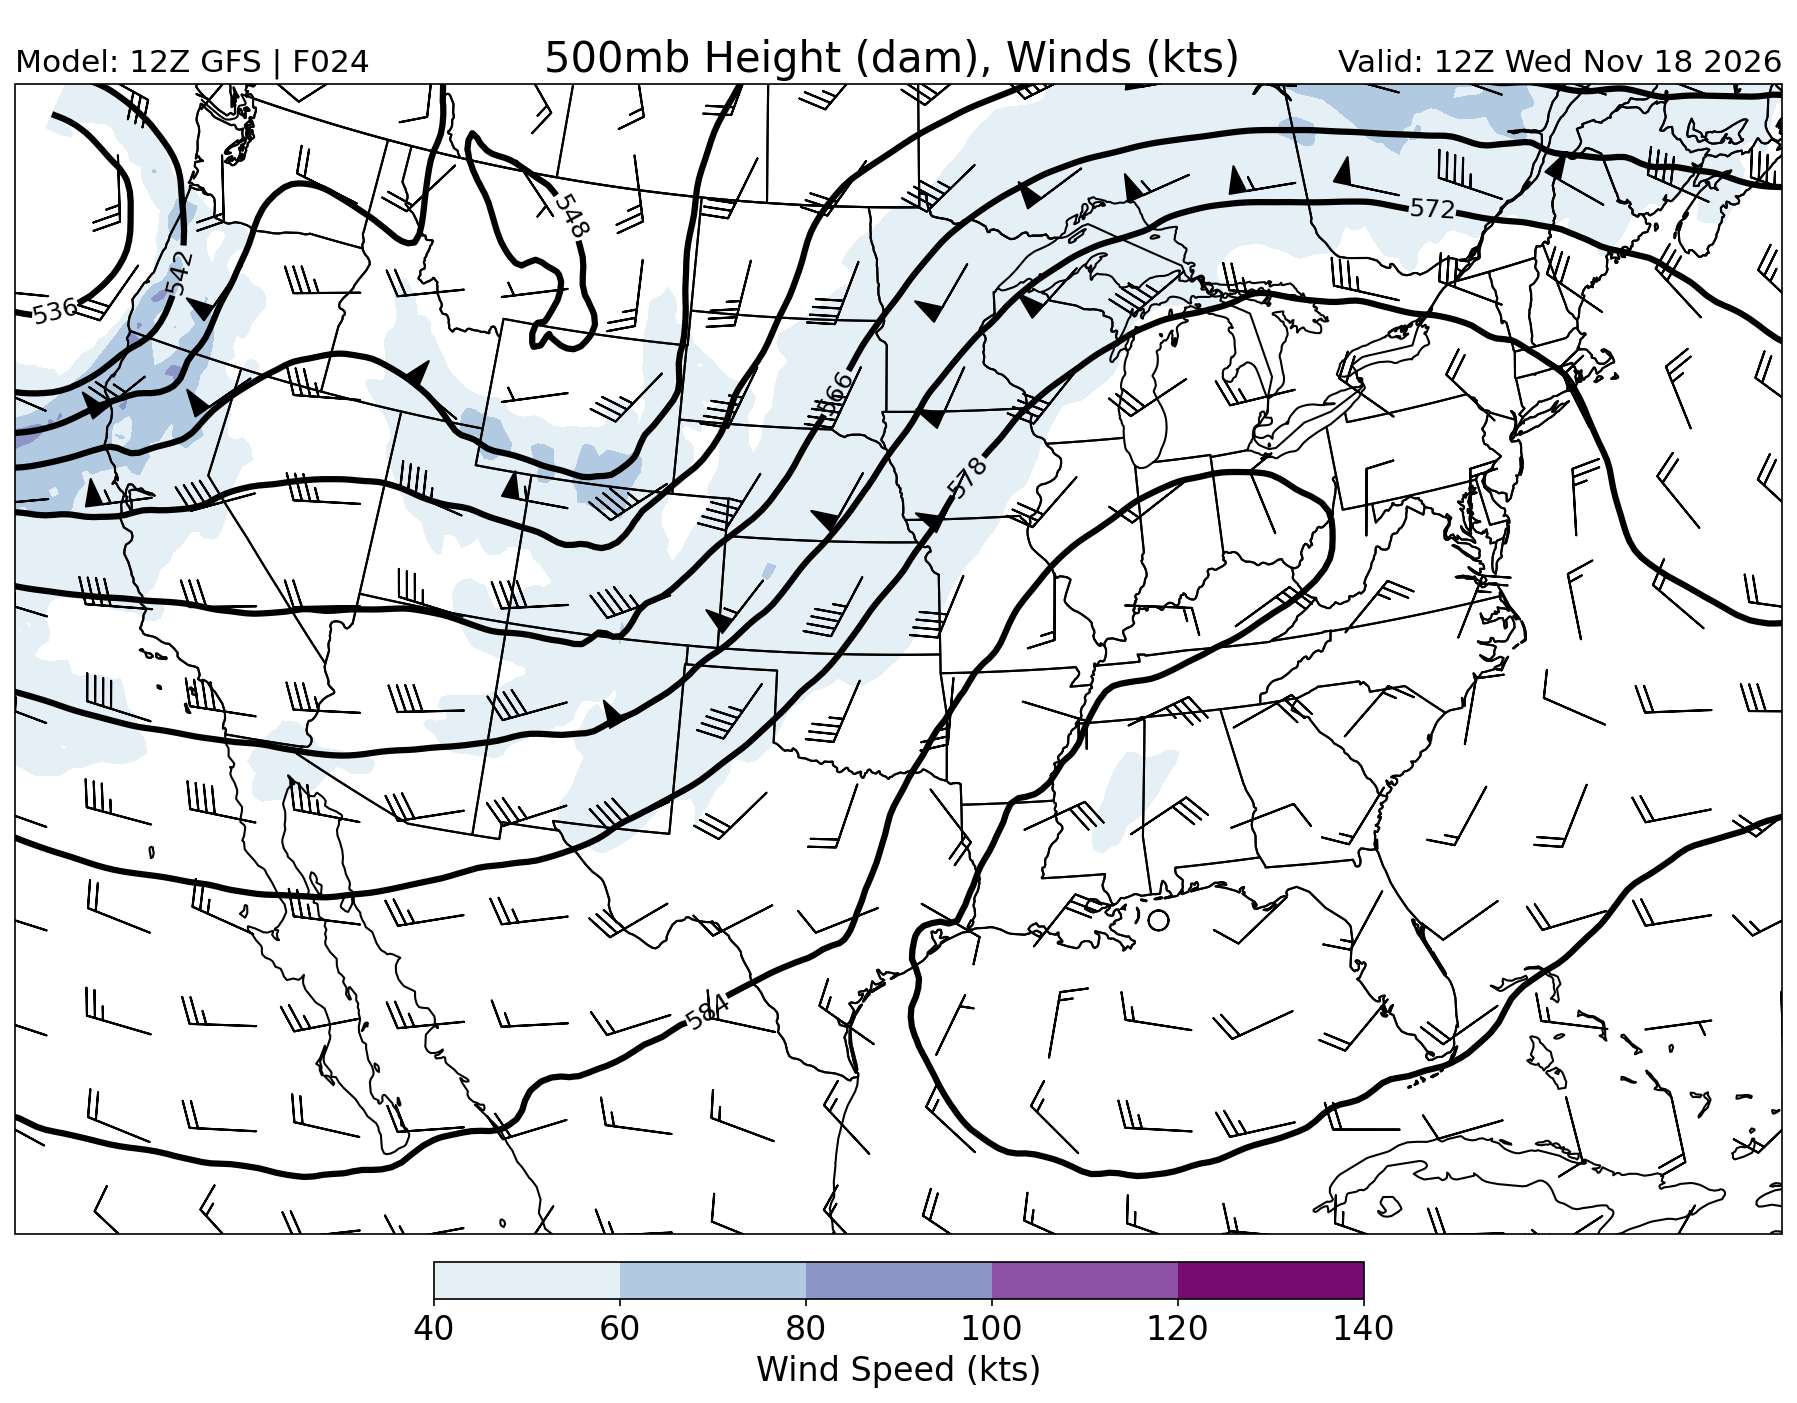 Model: 12Z GFS | F024
500mb Height (dam), Winds (kts)
Valid: 12Z Wed Nov 18 2026
548
572
542
536
566
578
584
40 60 80 100 120 140
Wind Speed (kts)